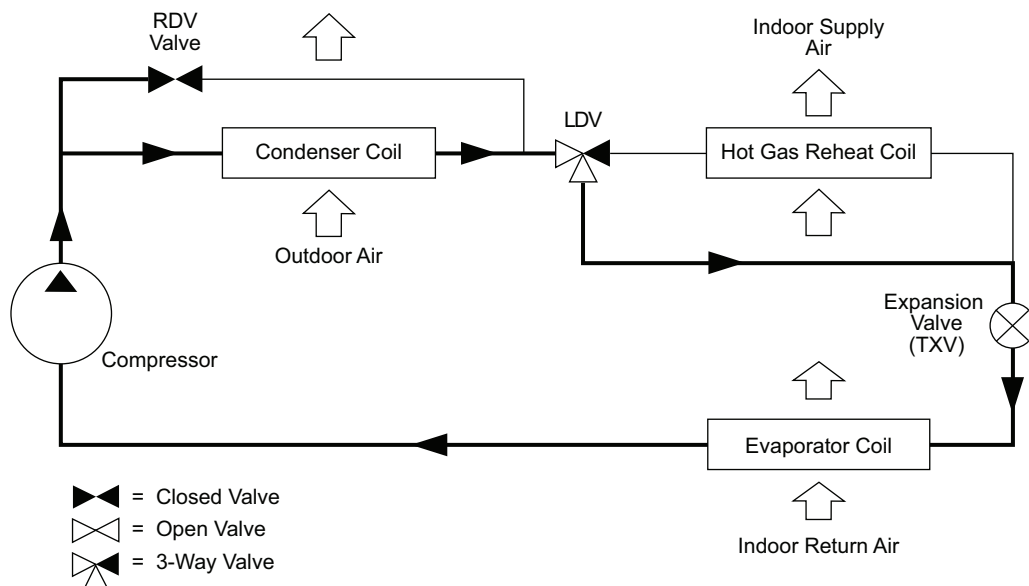 RDV
Valve
Indoor Supply
Air
LDV
Condenser Coil
Hot Gas Reheat Coil
Outdoor Air
Expansion
Valve
(TXV)
Compressor
Evaporator Coil
= Closed Valve
= Open Valve
= 3-Way Valve
Indoor Return Air